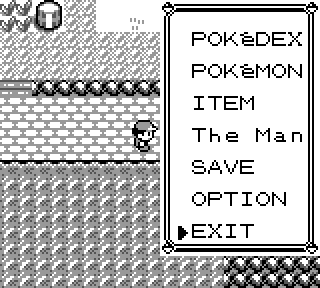 POKéDEX
POKéMON
ITEM
The Man
SAVE
OPTION
EXIT